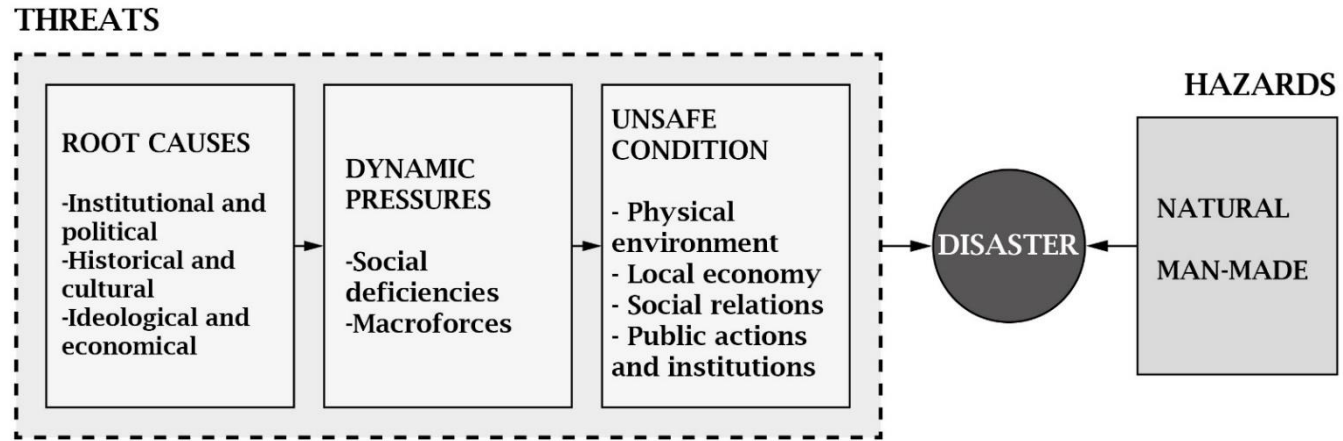 THREATS
ROOT CAUSES
-Institutional and
political
-Historical and
cultural
-Ideological and
economical
DYNAMIC
PRESSURES
-Social
deficiencies
-Macroforces
UNSAFE
CONDITION
- Physical
environment
- Local economy
- Social relations
- Public actions
and institutions
DISASTER
HAZARDS
NATURAL
MAN-MADE